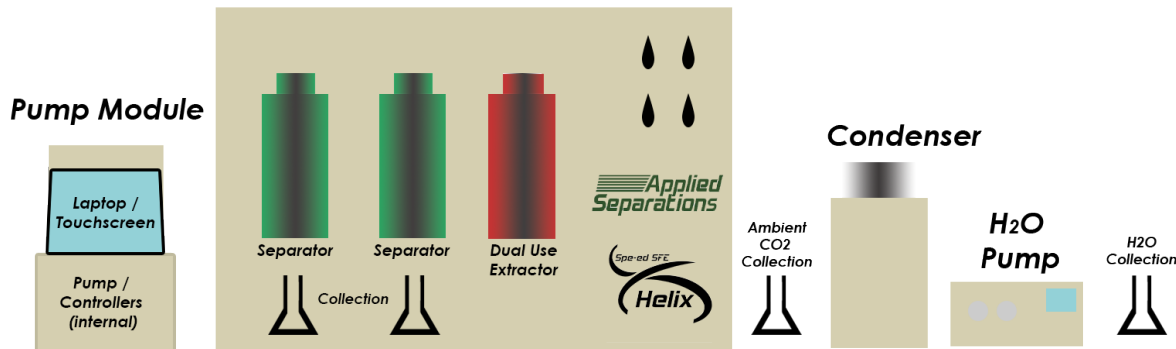 Pump Module
Laptop /
Touchscreen
Pump /
Controllers
(internal)
Separator
Separator
Dual Use
Extractor
Collection
Applied
Separations
Spe-ed SFE
Helix
Ambient
CO2
Collection
Condenser
H₂O
Pump
H2O
Collection